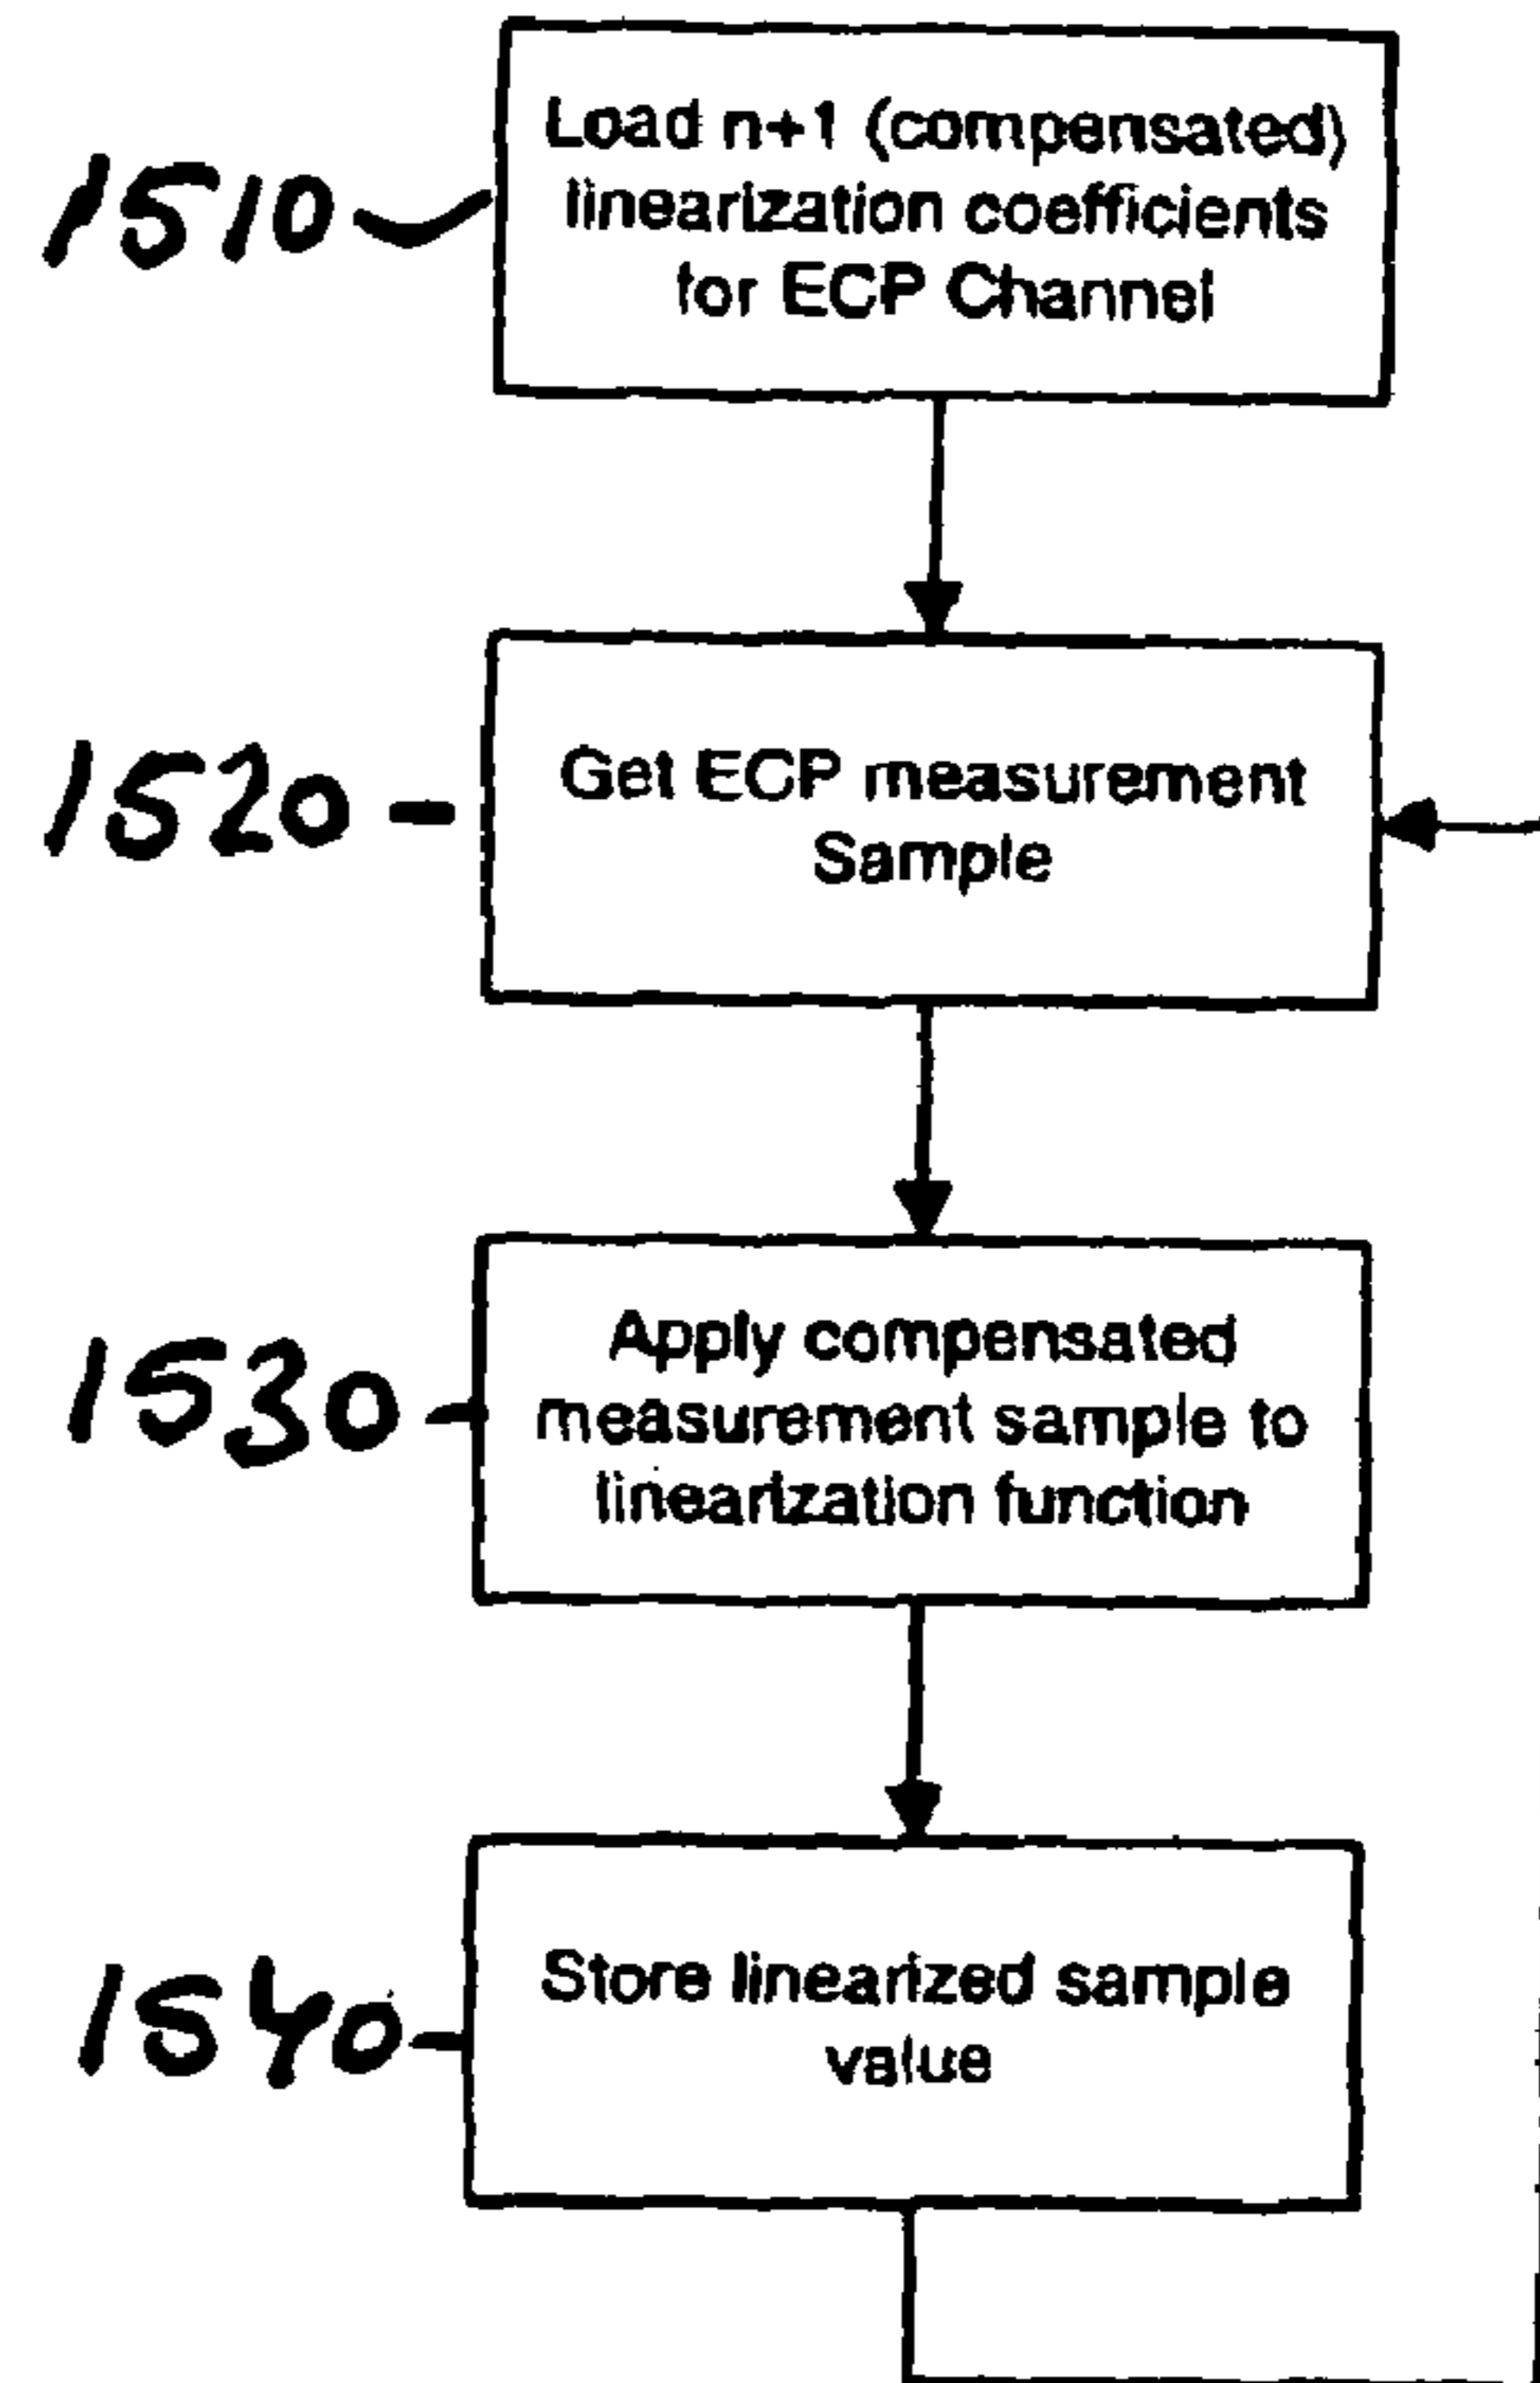 1510
Load n+1 (compensated)
linearization coefficients
for ECP Channel
1520
Get ECP measurement
Sample
1530
Apply compensated
measurement sample to
linearization function
1540
Store linearized sample
value